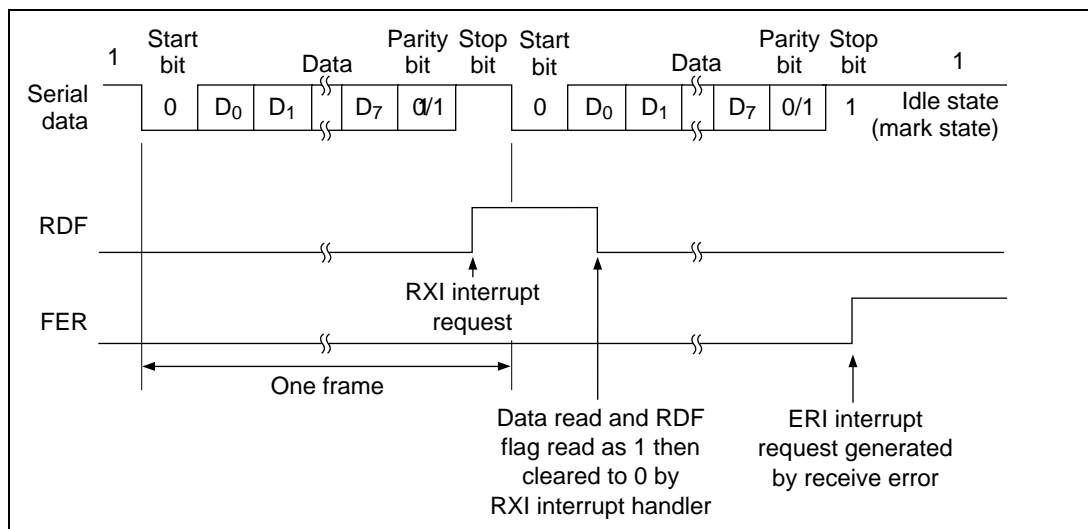 1 Start bit Data Parity bit Stop bit Start bit Data Parity bit Stop bit 1
Serial data 0 D0 D1 D7 0/1 0 D0 D1 D7 0/1 1 Idle state (mark state)
RDF
RXI interrupt
request
FER
One frame
Data read and RDF
flag read as 1 then
cleared to 0 by
RXI interrupt handler
ERI interrupt
request generated
by receive error